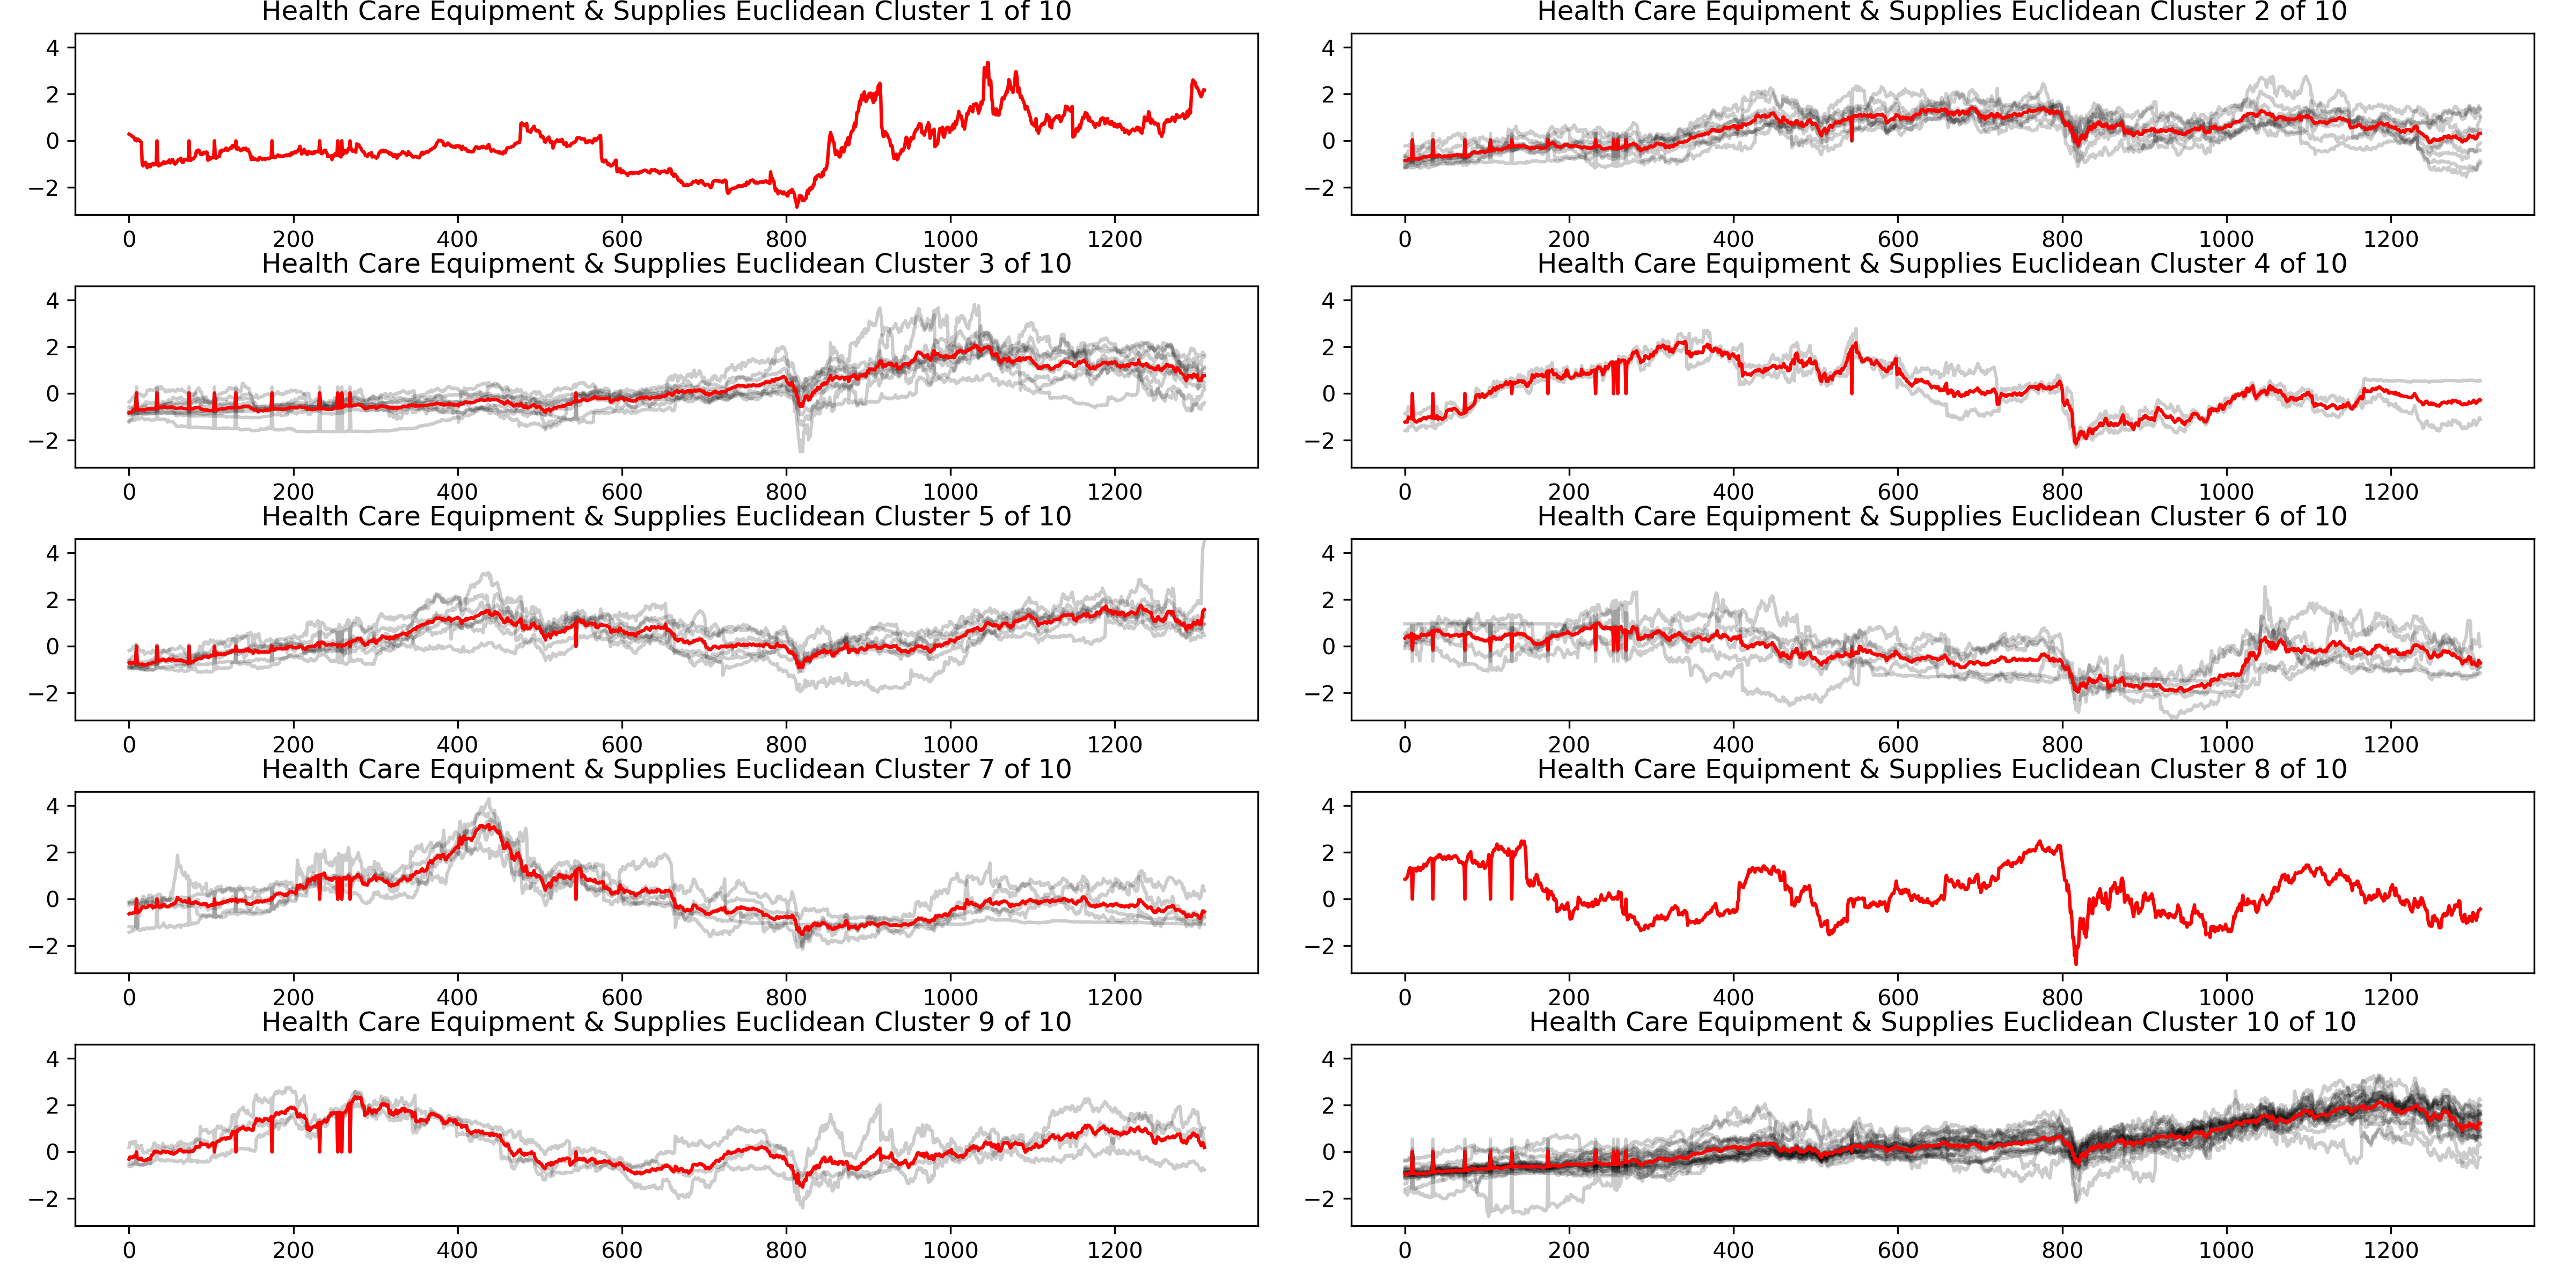 Health Care Equipment & Supplies Euclidean Cluster 1 of 10
4
2
0
−2
0 200 400 600 800 1000 1200
Health Care Equipment & Supplies Euclidean Cluster 2 of 10
4
2
0
−2
0 200 400 600 800 1000 1200
Health Care Equipment & Supplies Euclidean Cluster 3 of 10
4
2
0
−2
0 200 400 600 800 1000 1200
Health Care Equipment & Supplies Euclidean Cluster 4 of 10
4
2
0
−2
0 200 400 600 800 1000 1200
Health Care Equipment & Supplies Euclidean Cluster 5 of 10
4
2
0
−2
0 200 400 600 800 1000 1200
Health Care Equipment & Supplies Euclidean Cluster 6 of 10
4
2
0
−2
0 200 400 600 800 1000 1200
Health Care Equipment & Supplies Euclidean Cluster 7 of 10
4
2
0
−2
0 200 400 600 800 1000 1200
Health Care Equipment & Supplies Euclidean Cluster 8 of 10
4
2
0
−2
0 200 400 600 800 1000 1200
Health Care Equipment & Supplies Euclidean Cluster 9 of 10
4
2
0
−2
0 200 400 600 800 1000 1200
Health Care Equipment & Supplies Euclidean Cluster 10 of 10
4
2
0
−2
0 200 400 600 800 1000 1200